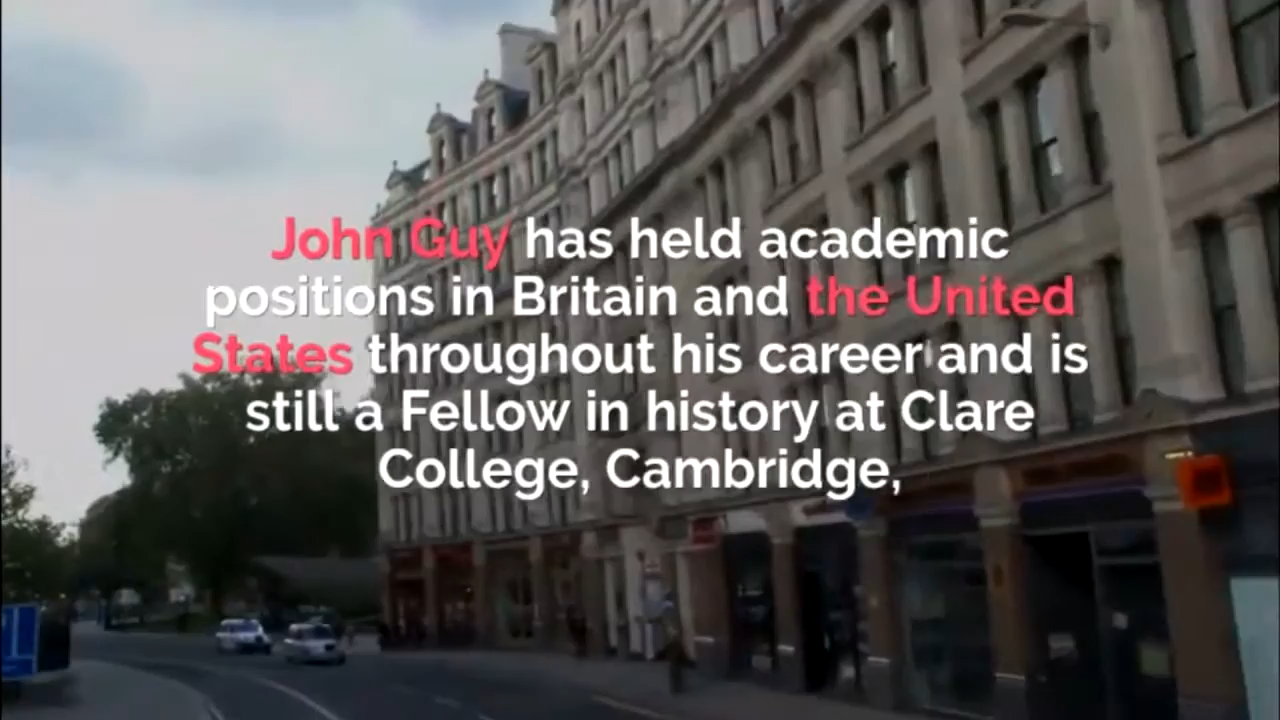 John Guy has held academic
positions in Britain and the United
States throughout his career and is
still a Fellow in history at Clare
College, Cambridge,